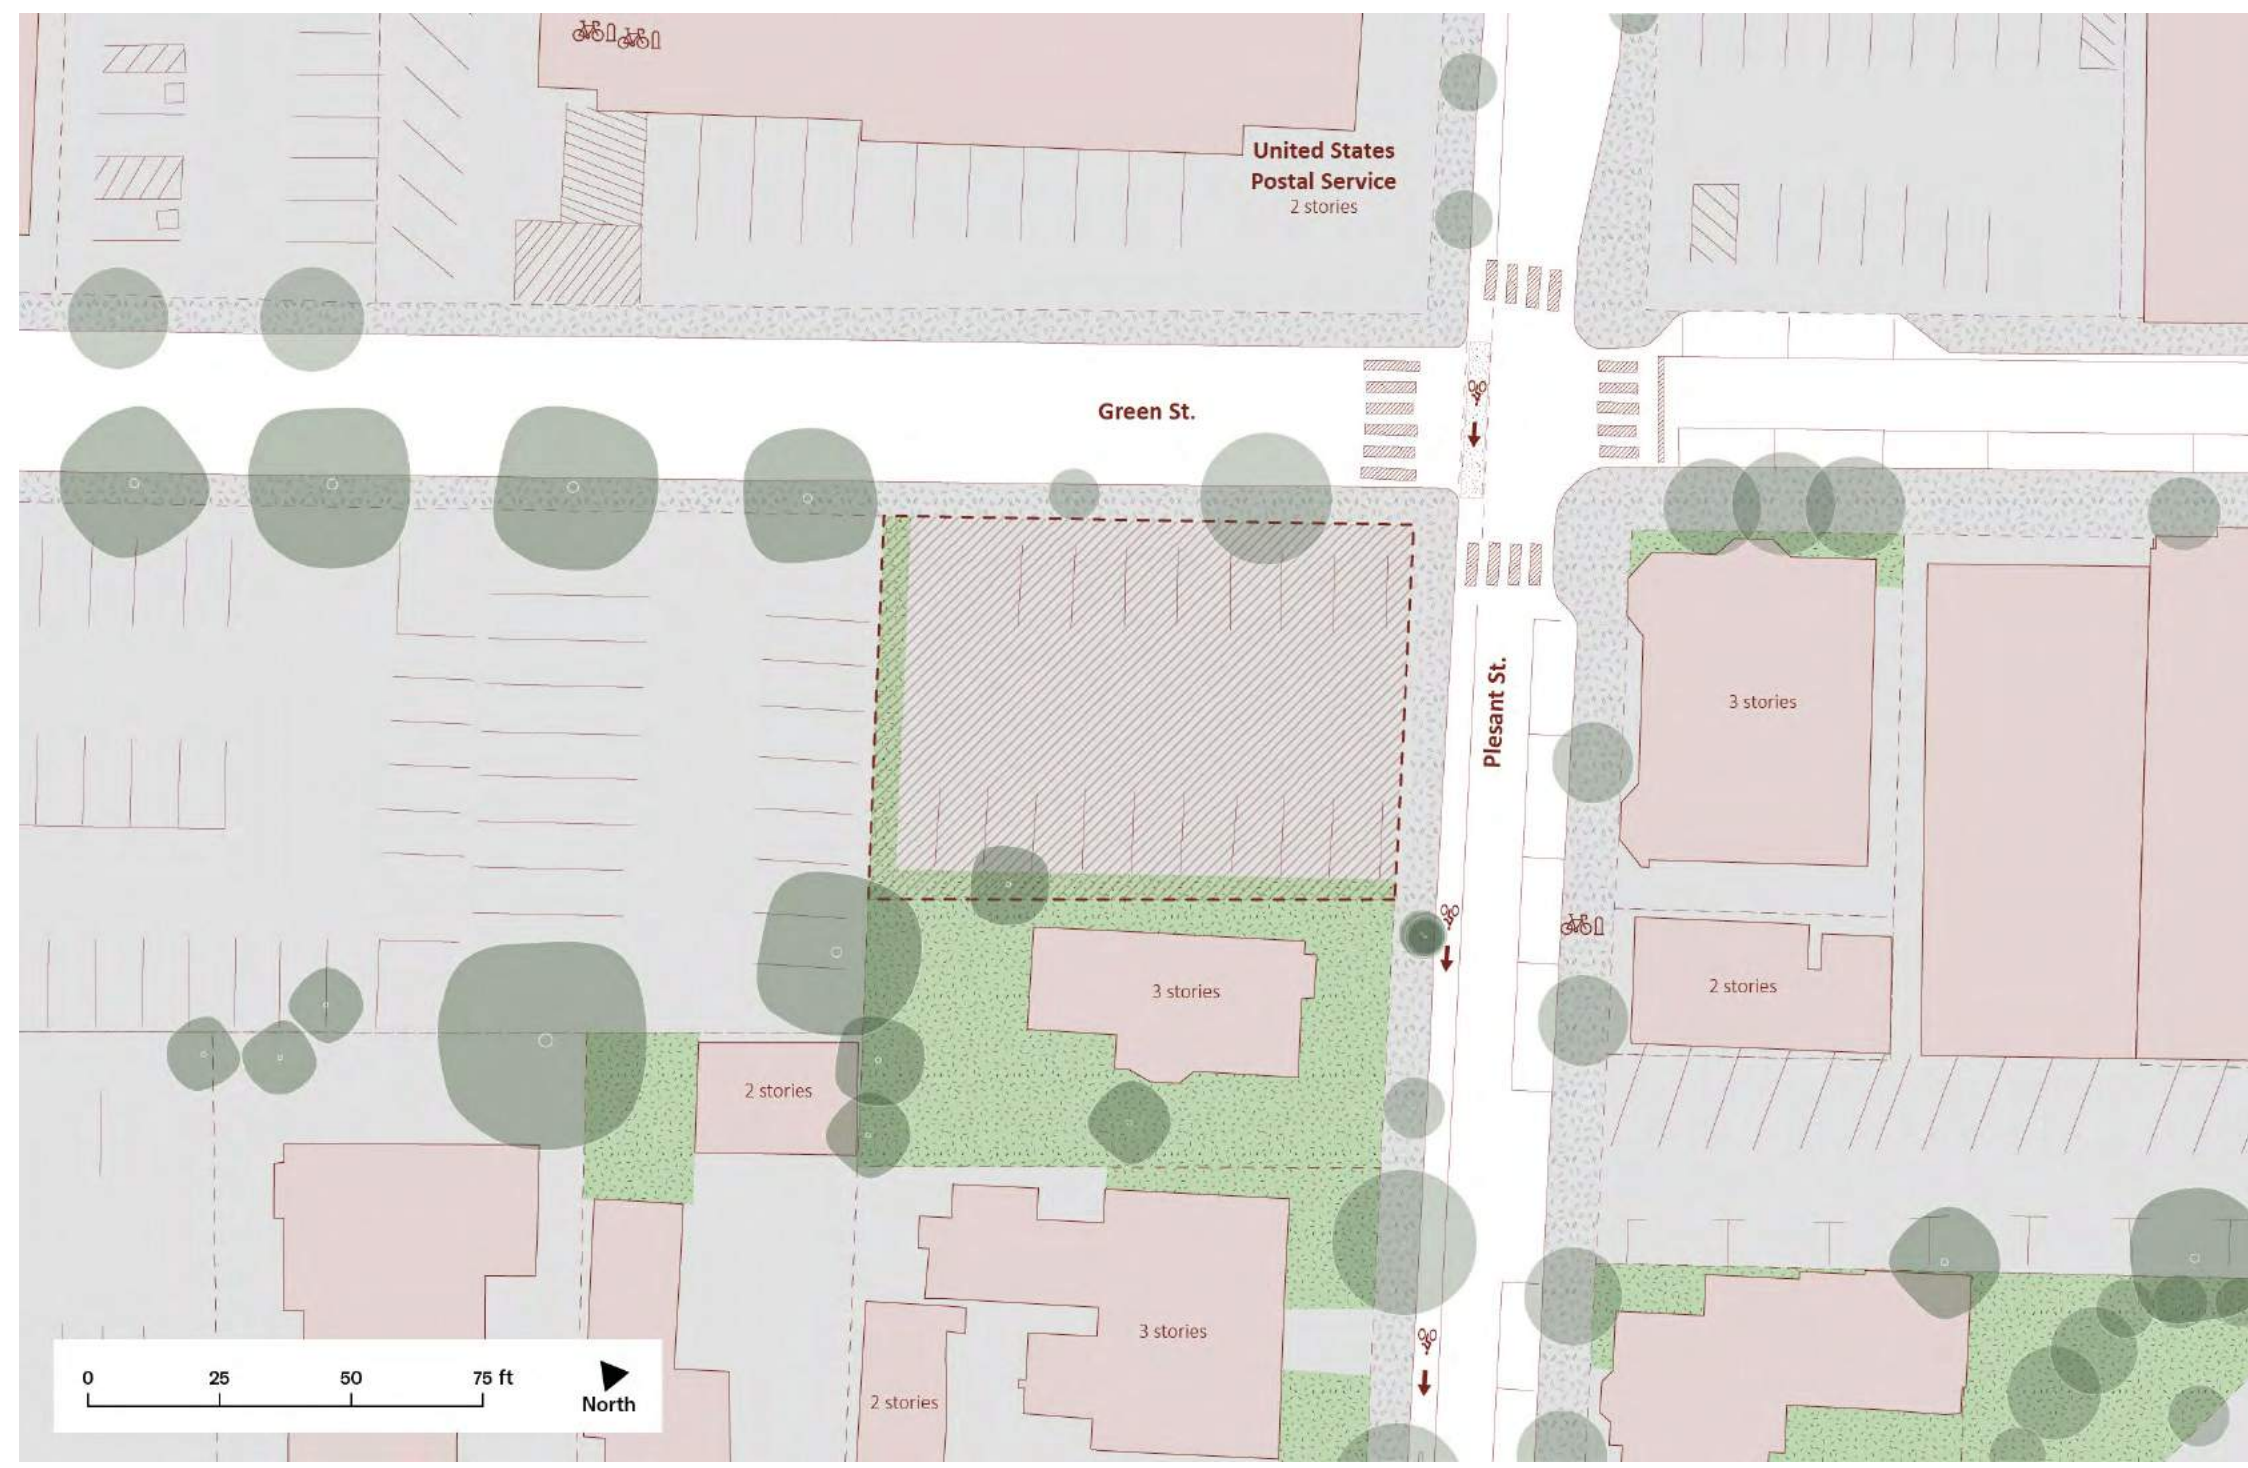 United States
Postal Service
2 stories
Green St.
Plesant St.
3 stories
3 stories
2 stories
2 stories
3 stories
2 stories
0 25 50 75 ft
North